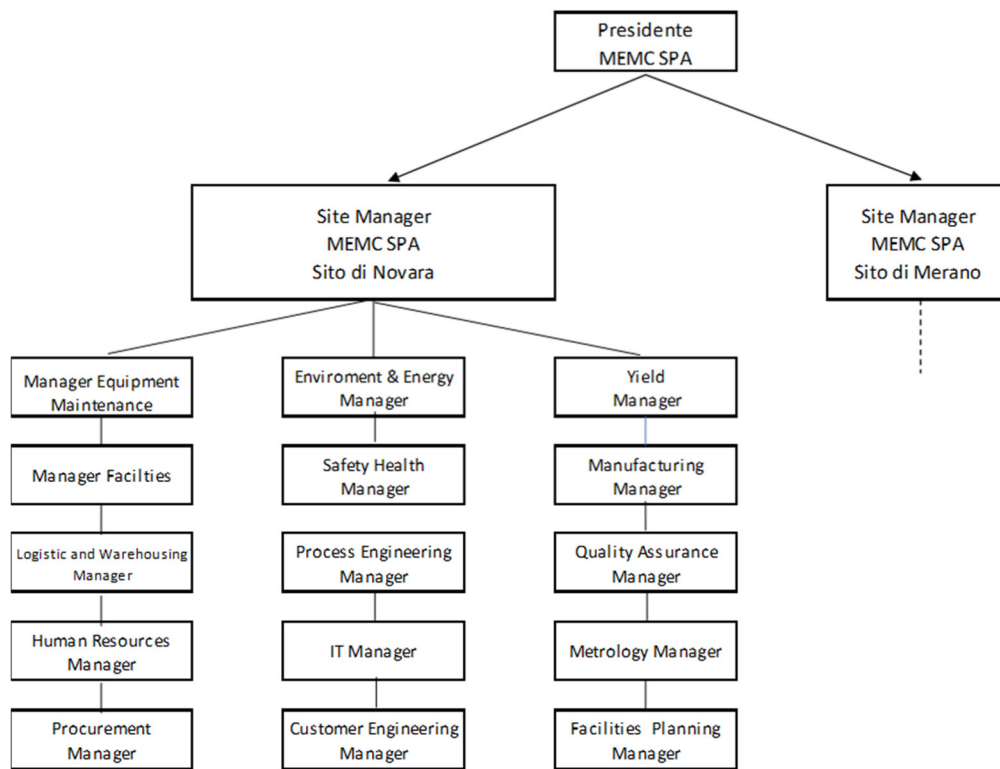 Presidente
MEMC SPA
Site Manager
MEMC SPA
Sito di Novara
Site Manager
MEMC SPA
Sito di Merano
Manager Equipment
Maintenance
Enviroment & Energy
Manager
Yield
Manager
Manager Facilties
Safety Health
Manager
Manufacturing
Manager
Logistic and Warehousing
Manager
Process Engineering
Manager
Quality Assurance
Manager
Human Resources
Manager
IT Manager
Metrology Manager
Procurement
Manager
Customer Engineering
Manager
Facilities Planning
Manager